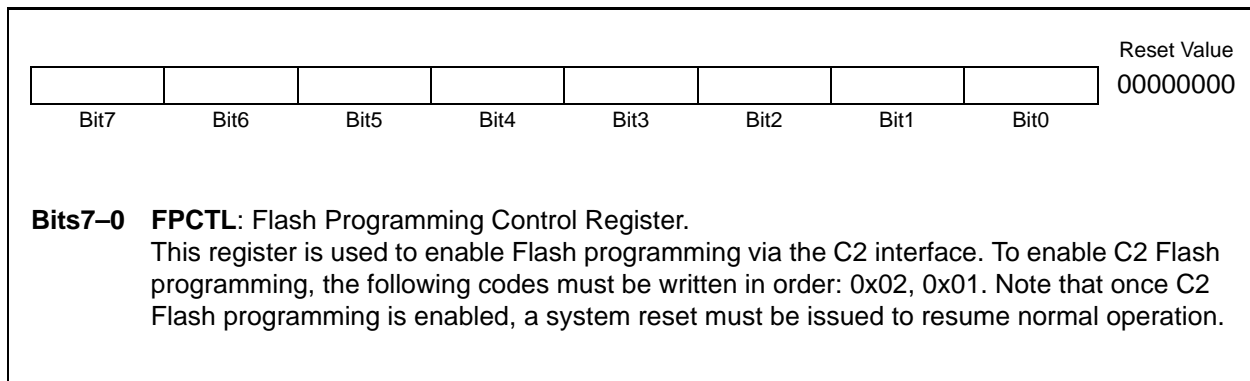 Reset Value
00000000
Bit7 Bit6 Bit5 Bit4 Bit3 Bit2 Bit1 Bit0
Bits7–0 FPCTL: Flash Programming Control Register.
This register is used to enable Flash programming via the C2 interface. To enable C2 Flash
programming, the following codes must be written in order: 0x02, 0x01. Note that once C2
Flash programming is enabled, a system reset must be issued to resume normal operation.